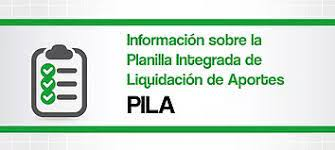 Información sobre la
Planilla Integrada de
Liquidación de Aportes
PILA